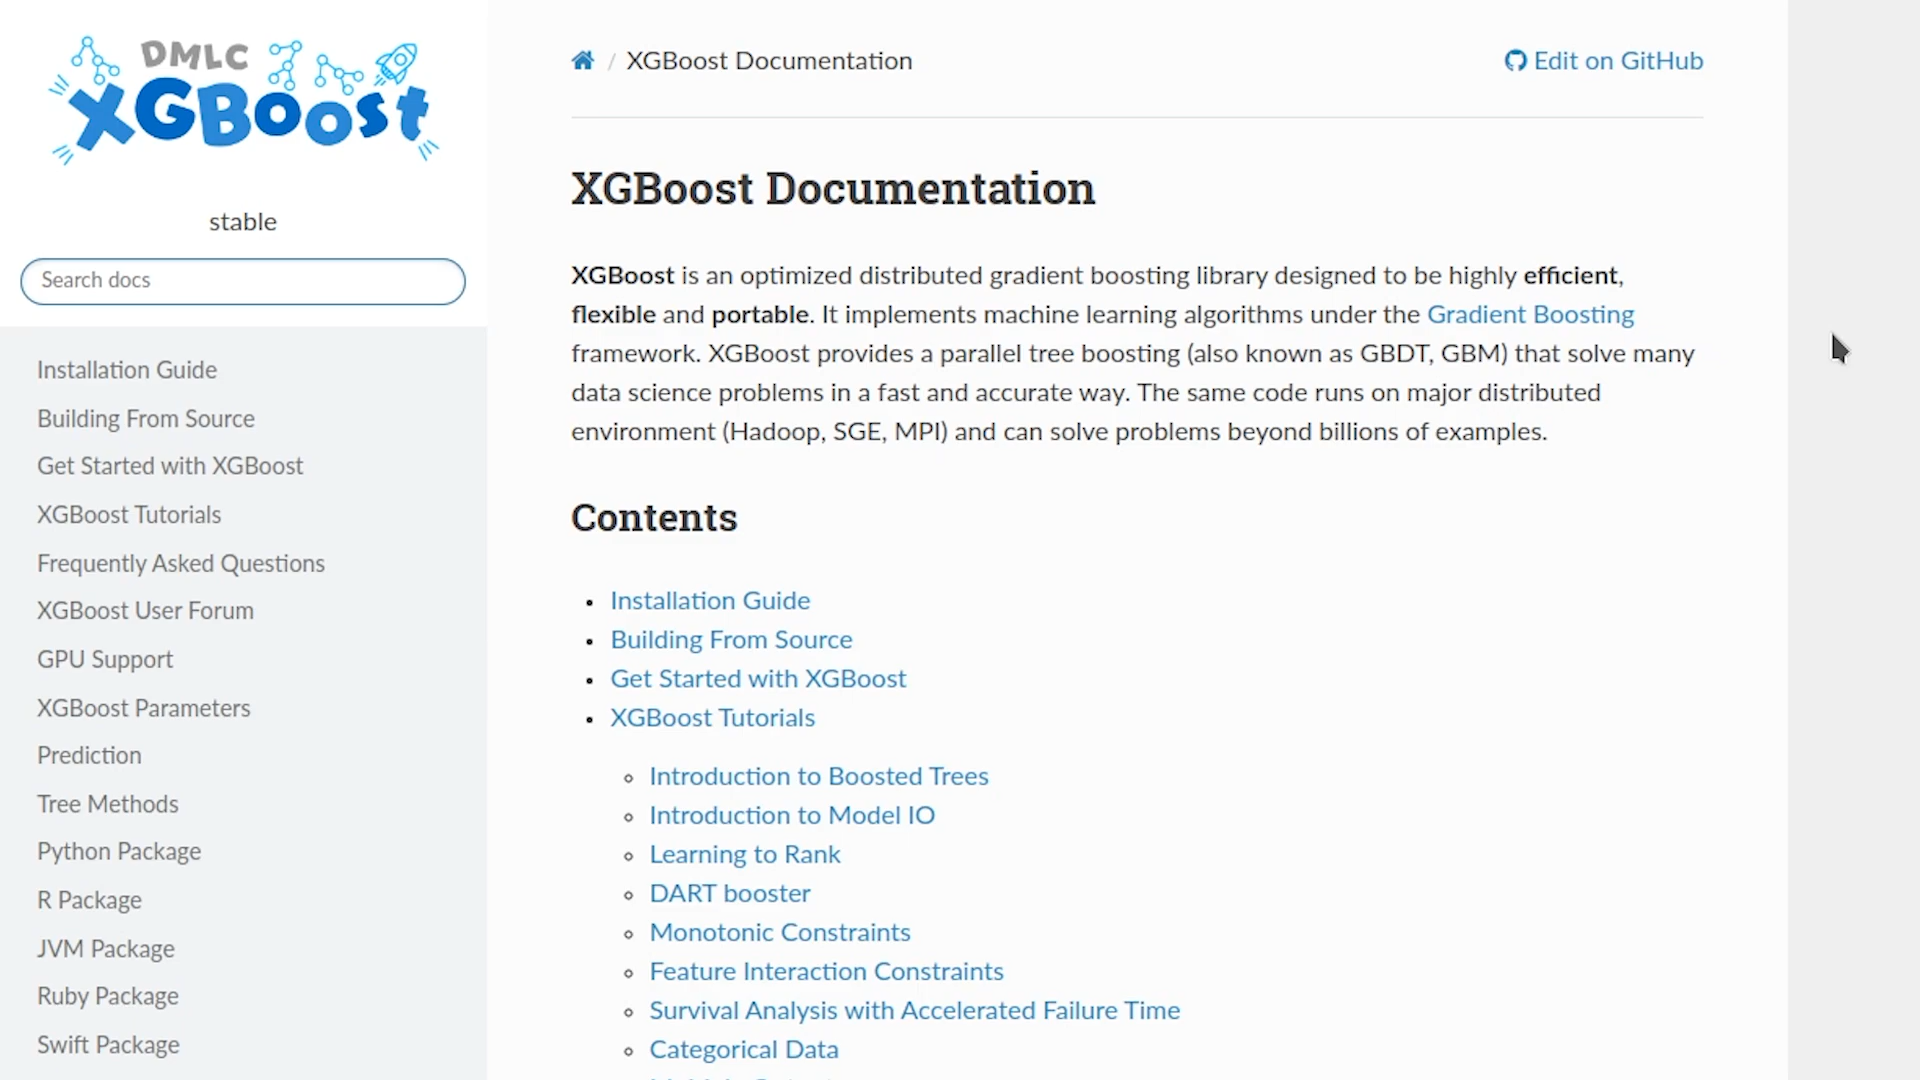 DMLC
XGBoost
stable
Search docs
Installation Guide
Building From Source
Get Started with XGBoost
XGBoost Tutorials
Frequently Asked Questions
XGBoost User Forum
GPU Support
XGBoost Parameters
Prediction
Tree Methods
Python Package
R Package
JVM Package
Ruby Package
Swift Package
/ XGBoost Documentation
Edit on GitHub
XGBoost Documentation
XGBoost is an optimized distributed gradient boosting library designed to be highly efficient,
flexible and portable. It implements machine learning algorithms under the Gradient Boosting
framework. XGBoost provides a parallel tree boosting (also known as GBDT, GBM) that solve many
data science problems in a fast and accurate way. The same code runs on major distributed
environment (Hadoop, SGE, MPI) and can solve problems beyond billions of examples.
Contents
Installation Guide
Building From Source
Get Started with XGBoost
XGBoost Tutorials
Introduction to Boosted Trees
Introduction to Model IO
Learning to Rank
DART booster
Monotonic Constraints
Feature Interaction Constraints
Survival Analysis with Accelerated Failure Time
Categorical Data